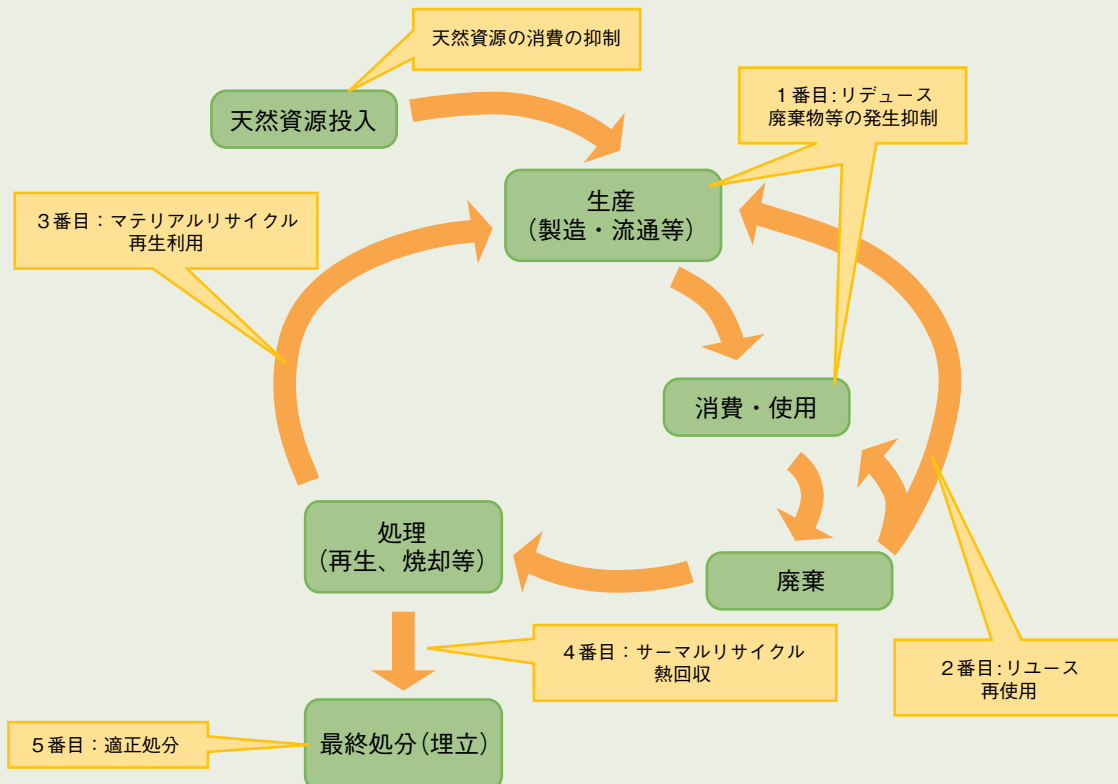 天然資源の消費の抑制
天然資源投入
1番目:リデュース
廃棄物等の発生抑制
生産
（製造・流通等）
3番目：マテリアルリサイクル
再生利用
消費・使用
処理
（再生、焼却等）
廃棄
4番目：サーマルリサイクル
熱回収
2番目:リユース
再使用
5番目：適正処分
最終処分(埋立)